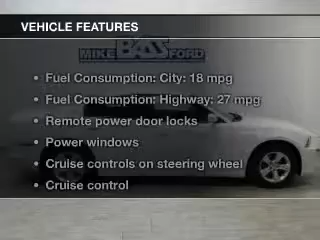 VEHICLE FEATURES
MIKE BASS FORD
• Fuel Consumption: City: 18 mpg
• Fuel Consumption: Highway: 27 mpg
• Remote power door locks
• Power windows
• Cruise controls on steering wheel
• Cruise control